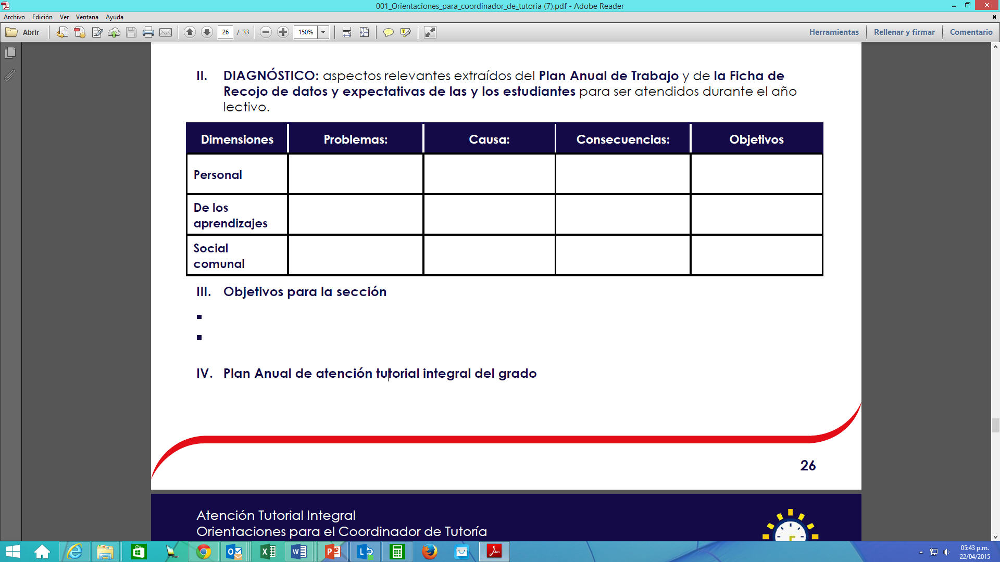 001_Orientaciones_para_coordinador_de_tutoria (7).pdf - Adobe Reader
Archivo Edición Ver Ventana Ayuda
Abrir 26 / 33 150% Herramientas Rellenar y firmar Comentario
II. DIAGNÓSTICO: aspectos relevantes extraídos del Plan Anual de Trabajo y de la Ficha de
Recojo de datos y expectativas de las y los estudiantes para ser atendidos durante el año
lectivo.
Dimensiones Problemas: Causa: Consecuencias: Objetivos
Personal
De los
aprendizajes
Social
comunal
III. Objetivos para la sección
IV. Plan Anual de atención tutorial integral del grado
26
Atención Tutorial Integral
Orientaciones para el Coordinador de Tutoría
05:43 p.m.
22/04/2015